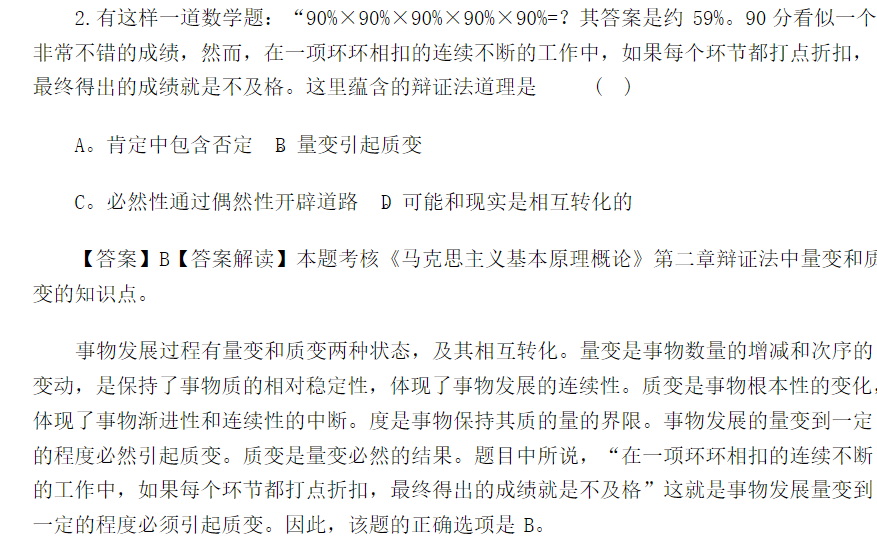 2.有这样一道数学题：“90%×90%×90%×90%×90%=？其答案是约 59%。90 分看似一个
非常不错的成绩，然而，在一项环环相扣的连续不断的工作中，如果每个环节都打点折扣，
最终得出的成绩就是不及格。这里蕴含的辩证法道理是 （ ）
A。肯定中包含否定 B 量变引起质变
C。必然性通过偶然性开辟道路 D 可能和现实是相互转化的
【答案】B【答案解读】本题考核《马克思主义基本原理概论》第二章辩证法中量变和质
变的知识点。
事物发展过程有量变和质变两种状态，及其相互转化。量变是事物数量的增减和次序的
变动，是保持了事物质的相对稳定性，体现了事物发展的连续性。质变是事物根本性的变化，
体现了事物渐进性和连续性的中断。度是事物保持其质的量的界限。事物发展的量变到一定
的程度必然引起质变。质变是量变必然的结果。题目中所说，“在一项环环相扣的连续不断
的工作中，如果每个环节都打点折扣，最终得出的成绩就是不及格”这就是事物发展量变到
一定的程度必须引起质变。因此，该题的正确选项是 B。